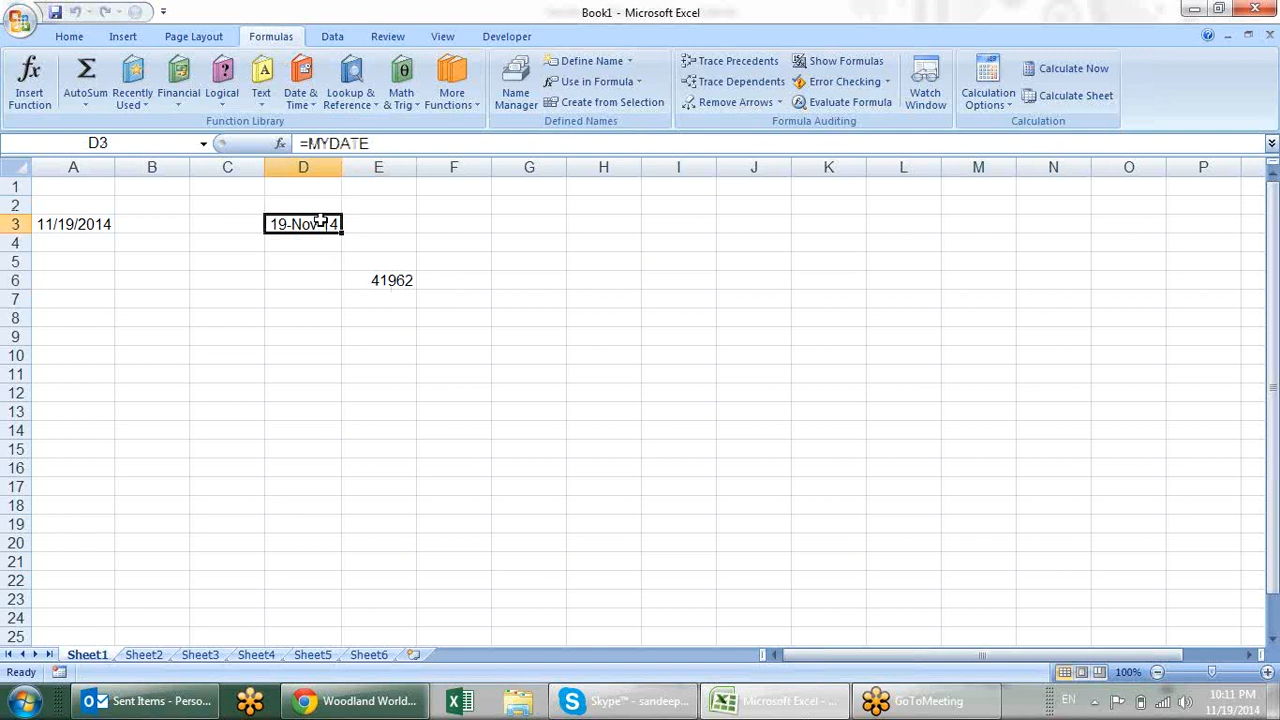 Book1 - Microsoft Excel
Home Insert Page Layout Formulas Data Review View Developer
Insert Function
AutoSum
Recently Used
Financial
Logical
Text
Date & Time
Lookup & Reference
Math & Trig
More Functions
Function Library
Name Manager
Define Name
Use in Formula
Create from Selection
Defined Names
Trace Precedents
Trace Dependents
Remove Arrows
Show Formulas
Error Checking
Evaluate Formula
Formula Auditing
Watch Window
Calculation Options
Calculate Now
Calculate Sheet
Calculation
D3 fx =MYDATE
A B C D E F G H I J K L M N O P
1
2
3 11/19/2014 19-Nov-14
4
5
6 41962
7
8
9
10
11
12
13
14
15
16
17
18
19
20
21
22
23
24
25
Sheet1 Sheet2 Sheet3 Sheet4 Sheet5 Sheet6
Ready 100%
Sent Items - Perso... Woodland World... Skype™ - sandeep... Microsoft Excel - ... GoToMeeting EN 10:11 PM
11/19/2014